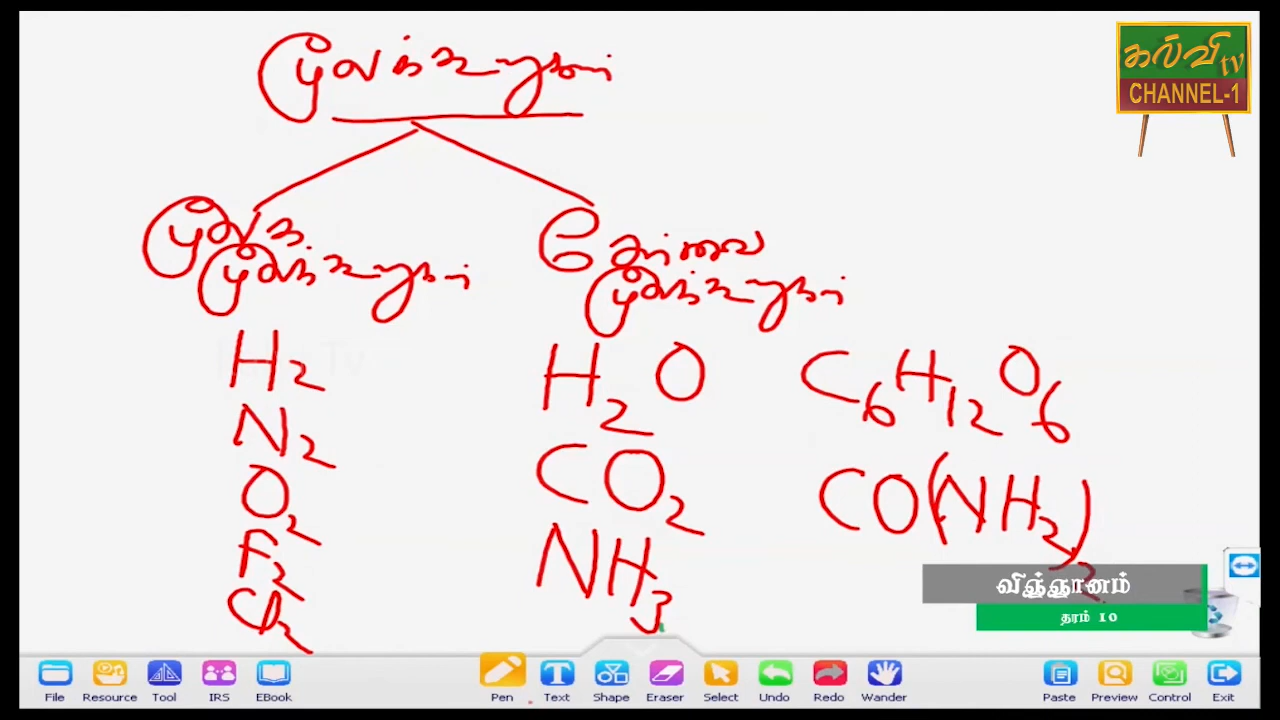 மூலக்கூறுகள்
கல்வி tv
CHANNEL-1
மூலக மூலக்கூறுகள்
சேர்வை மூலக்கூறுகள்
H2
N2
O2
F2
Cl2
H2O
CO2
NH3
C6H12O6
CO(NH2)2
விஞ்ஞானம்
தரம் 10
File Resource Tool IRS EBook Pen Text Shape Eraser Select Undo Redo Wander Paste Preview Control Exit